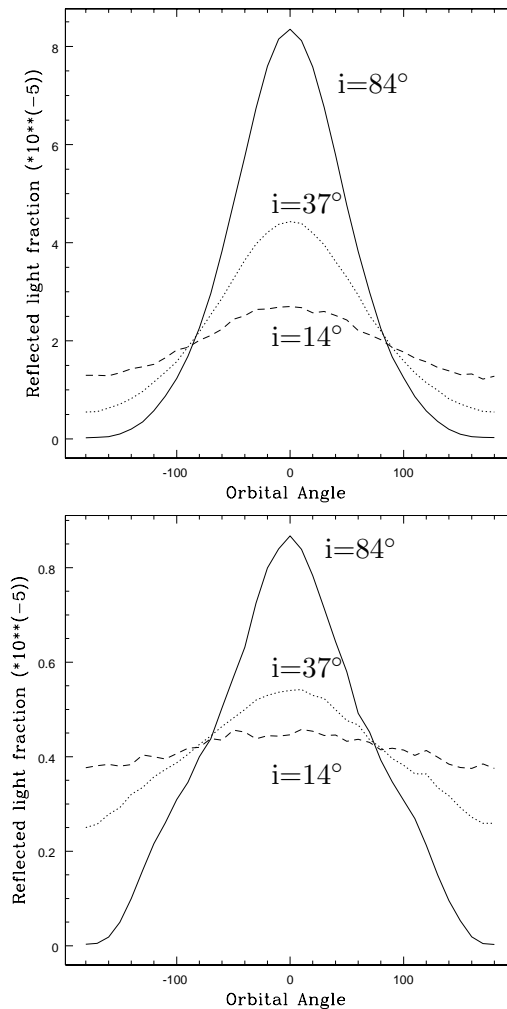 8
6
4
2
0
Reflected light fraction (*10**(-5))
i=84°
i=37°
i=14°
-100
0
100
Orbital Angle
0.8
0.6
0.4
0.2
0
Reflected light fraction (*10**(-5))
i=84°
i=37°
i=14°
-100
0
100
Orbital Angle